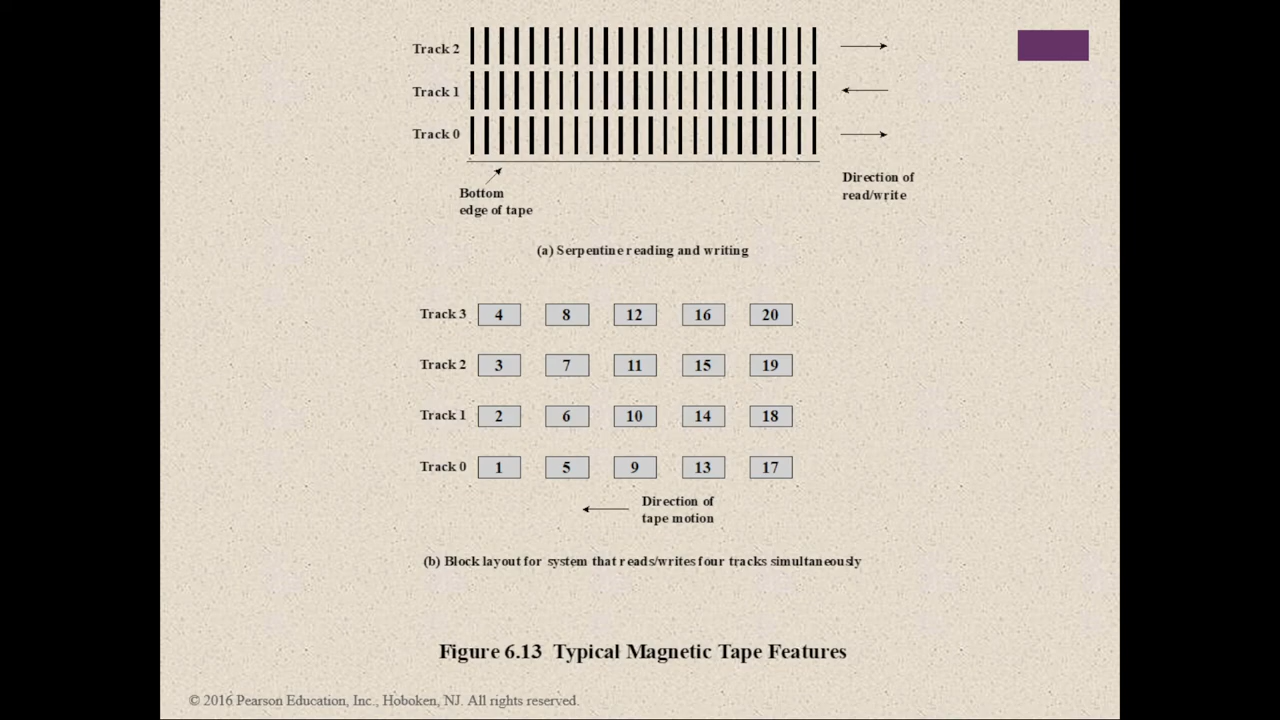 Track 2
Track 1
Track 0
Bottom
edge of tape
Direction of
read/write
(a) Serpentine reading and writing
Track 3 4 8 12 16 20
Track 2 3 7 11 15 19
Track 1 2 6 10 14 18
Track 0 1 5 9 13 17
Direction of
tape motion
(b) Block layout for system that reads/writes four tracks simultaneously
Figure 6.13 Typical Magnetic Tape Features
© 2016 Pearson Education, Inc., Hoboken, NJ. All rights reserved.